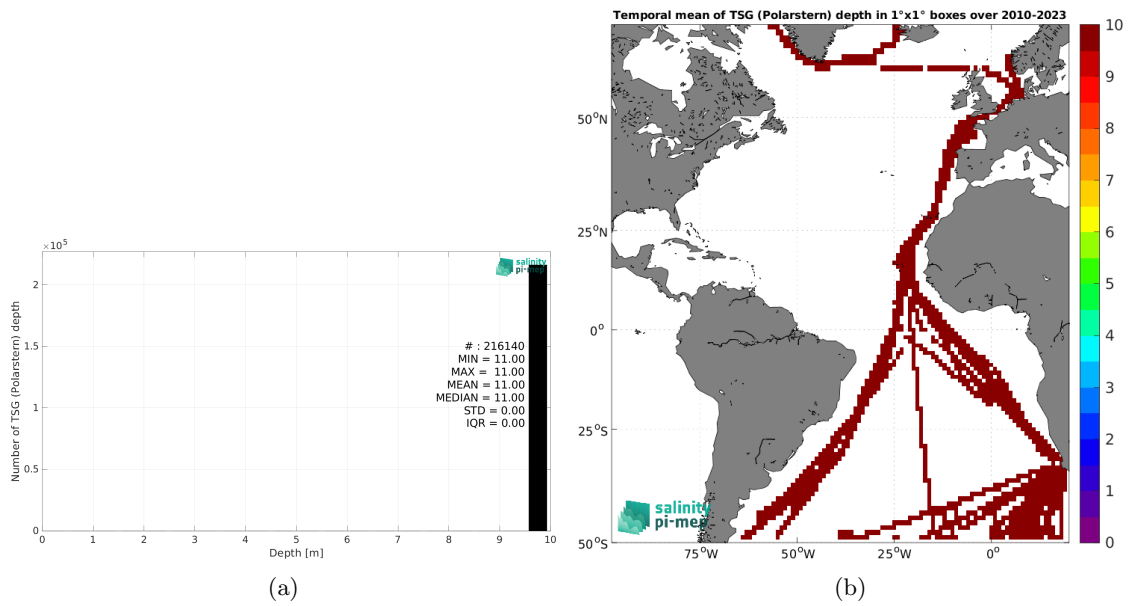 ×10⁵
2
1.5
1
0.5
0
Number of TSG (Polarstern) depth
salinity
pi-mep
# : 216140
MIN = 11.00
MAX = 11.00
MEAN = 11.00
MEDIAN = 11.00
STD = 0.00
IQR = 0.00
0 1 2 3 4 5 6 7 8 9 10
Depth [m]
(a)
Temporal mean of TSG (Polarstern) depth in 1°x1° boxes over 2010-2023
50°N
25°N
0°
25°S
50°S
75°W 50°W 25°W 0°
salinity
pi-mep
10
9
8
7
6
5
4
3
2
1
0
(b)